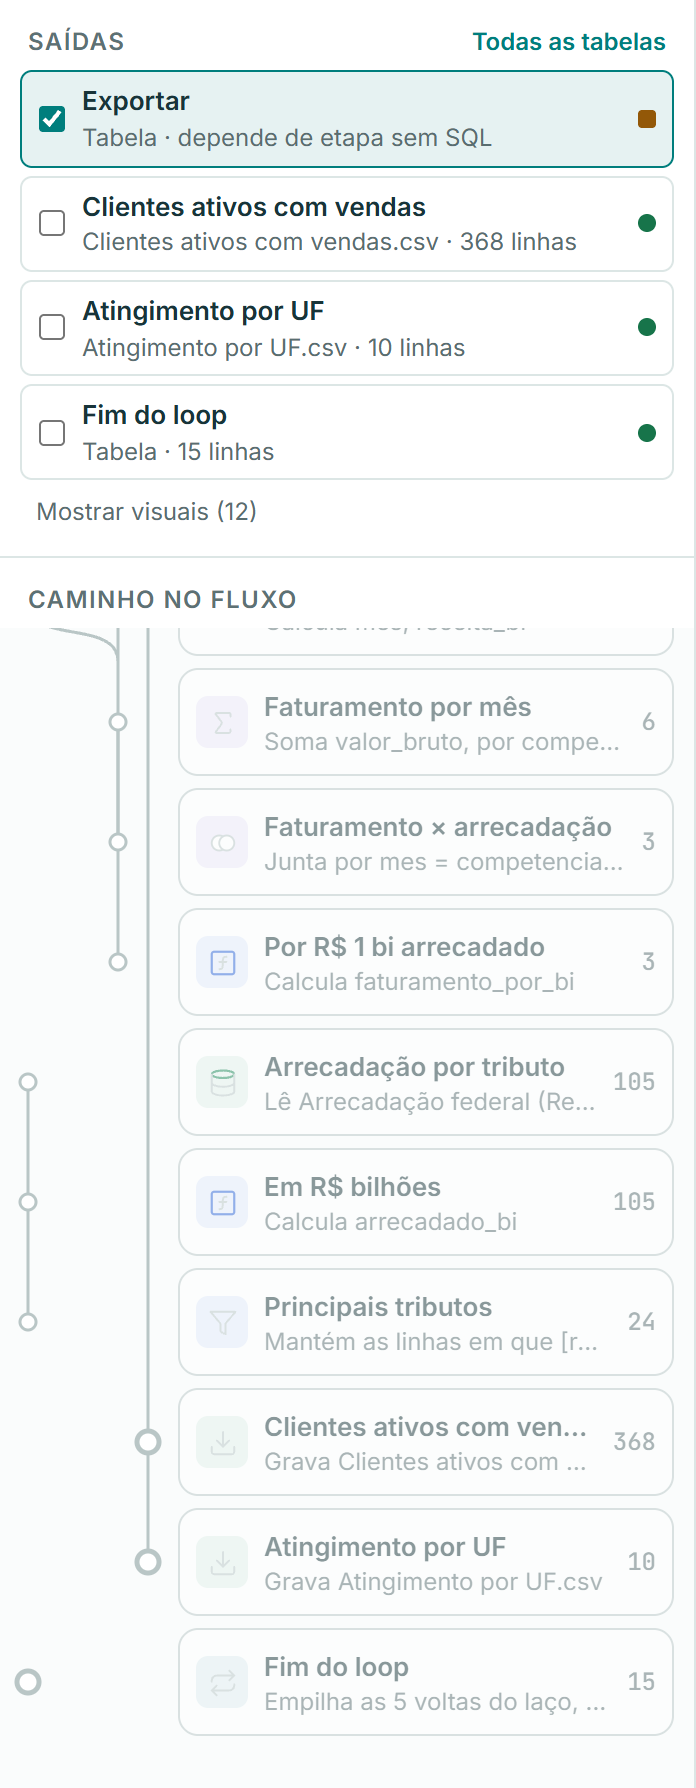 SAÍDAS
Todas as tabelas
Exportar
Tabela · depende de etapa sem SQL
Clientes ativos com vendas
Clientes ativos com vendas.csv · 368 linhas
Atingimento por UF
Atingimento por UF.csv · 10 linhas
Fim do loop
Tabela · 15 linhas
Mostrar visuais (12)
CAMINHO NO FLUXO
Faturamento por mês
6
Soma valor_bruto, por compe...
Faturamento × arrecadação
3
Junta por mes = competencia...
Por R$ 1 bi arrecadado
3
Calcula faturamento_por_bi
Arrecadação por tributo
105
Lê Arrecadação federal (Re...
Em R$ bilhões
105
Calcula arrecadado_bi
Principais tributos
24
Mantém as linhas em que [r...
Clientes ativos com ven...
368
Grava Clientes ativos com ...
Atingimento por UF
10
Grava Atingimento por UF.csv
Fim do loop
15
Empilha as 5 voltas do laço, ...